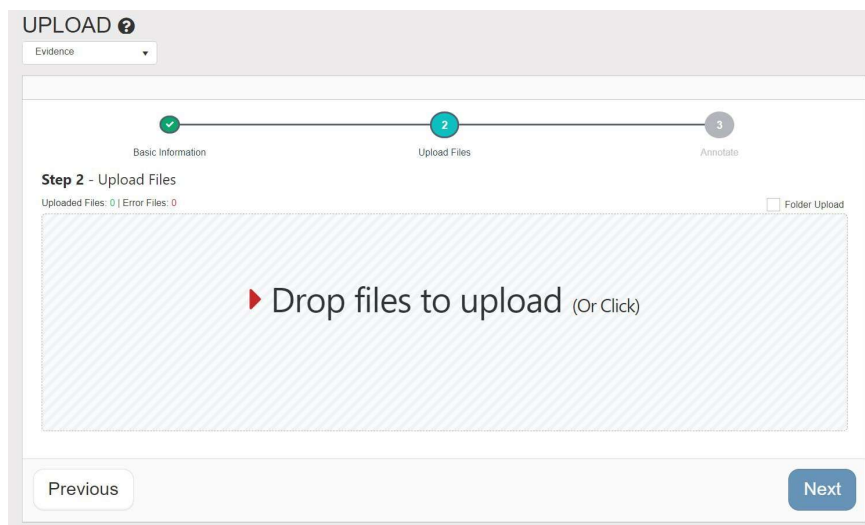 UPLOAD ?
Evidence
2
3
Basic Information
Upload Files
Annotate
Step 2 - Upload Files
Uploaded Files: 0 | Error Files: 0
Folder Upload
Drop files to upload (Or Click)
Previous
Next